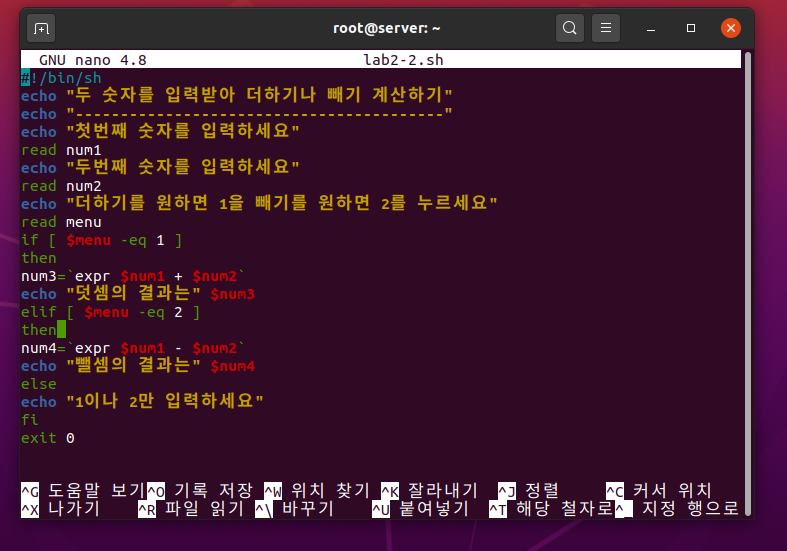 root@server: ~
GNU nano 4.8 lab2-2.sh
#!/bin/sh
echo "두 숫자를 입력받아 더하기나 빼기 계산하기"
echo "-----------------------------------------"
echo "첫번째 숫자를 입력하세요"
read num1
echo "두번째 숫자를 입력하세요"
read num2
echo "더하기를 원하면 1을 빼기를 원하면 2를 누르세요"
read menu
if [ $menu -eq 1 ]
then
num3=`expr $num1 + $num2`
echo "덧셈의 결과는" $num3
elif [ $menu -eq 2 ]
then
num4=`expr $num1 - $num2`
echo "뺄셈의 결과는" $num4
else
echo "1이나 2만 입력하세요"
fi
exit 0
^G 도움말 보기 ^O 기록 저장 ^W 위치 찾기 ^K 잘라내기 ^J 정렬 ^C 커서 위치
^X 나가기 ^R 파일 읽기 ^\ 바꾸기 ^U 붙여넣기 ^T 해당 철자로 ^_ 지정 행으로